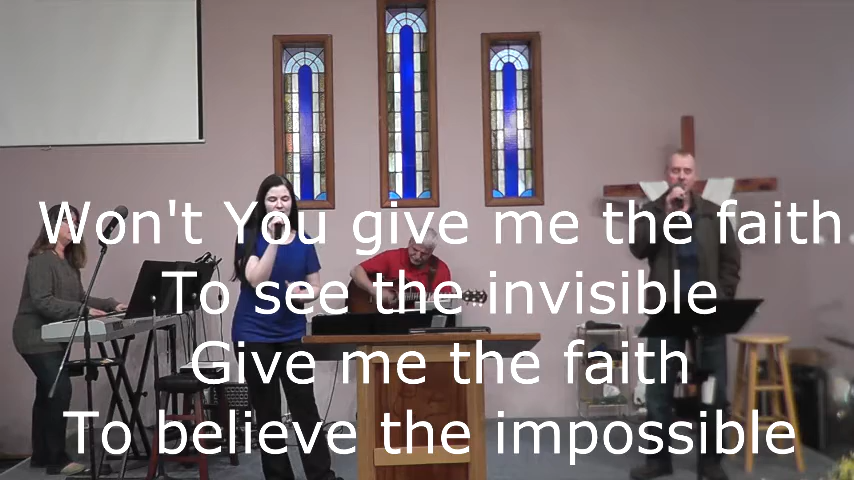 Won't You give me the faith
To see the invisible
Give me the faith
To believe the impossible